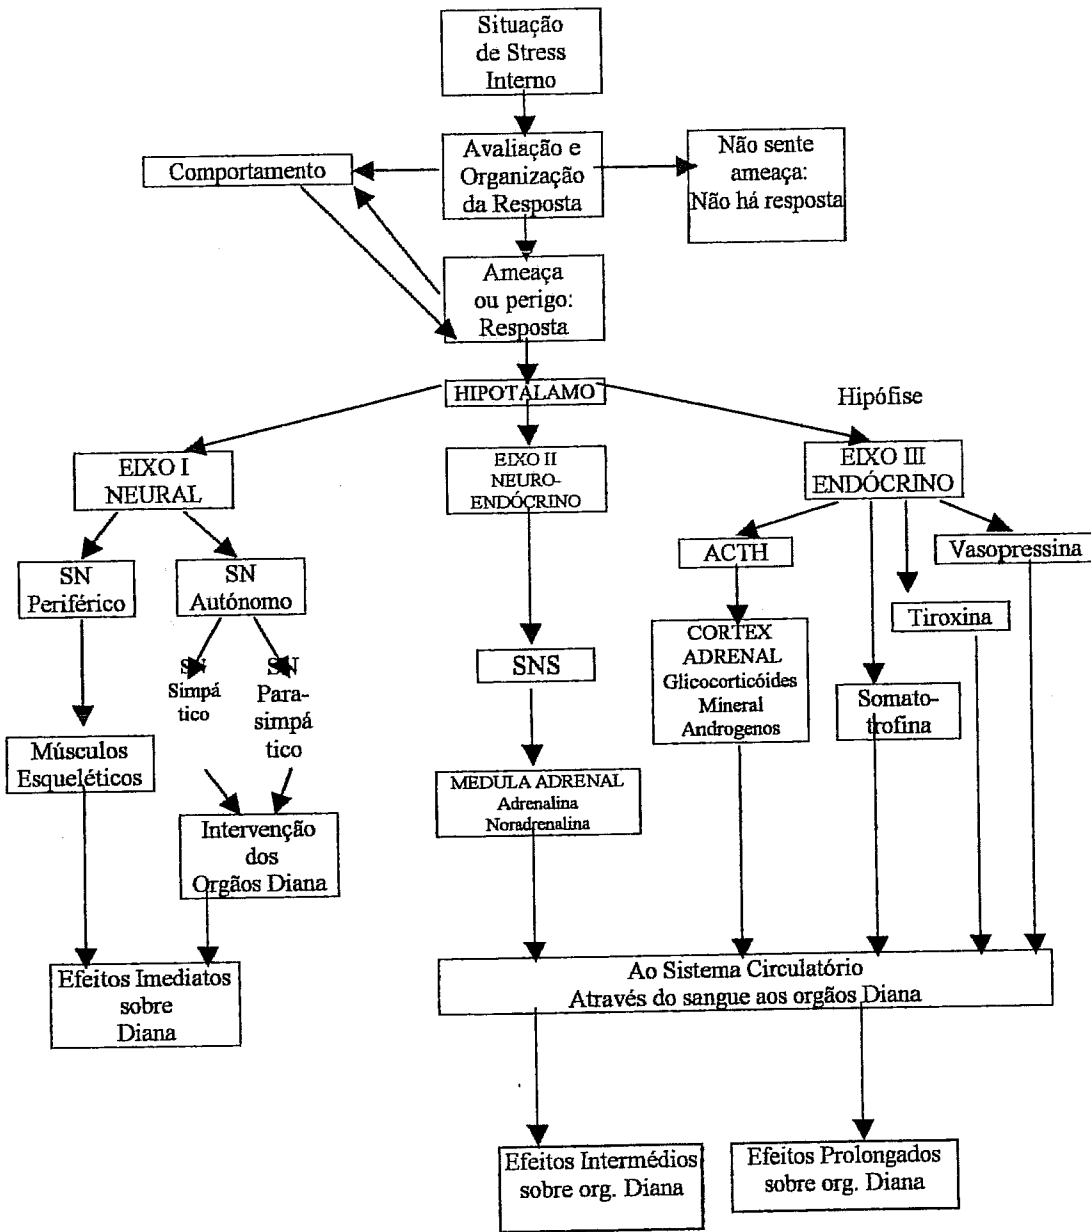 Situação
de Stress
Interno
Avaliação e
Organização
da Resposta
Comportamento
Não sente
ameaça:
Não há resposta
Ameaça
ou perigo:
Resposta
HIPOTÁLAMO
Hipófise
EIXO I
NEURAL
EIXO II
NEURO-
ENDÓCRINO
EIXO III
ENDÓCRINO
SN
Periférico
SN
Autónomo
ACTH
Vasopressina
Tiroxina
SN
Simpá
tico
SN
Para-
simpá
tico
SNS
CORTEX
ADRENAL
Glicocorticóides
Mineral
Androgenos
Somato-
trofina
Músculos
Esqueléticos
MEDULA ADRENAL
Adrenalina
Noradrenalina
Intervenção
dos
Orgãos Diana
Efeitos Imediatos
sobre
Diana
Ao Sistema Circulatório
Através do sangue aos orgãos Diana
Efeitos Intermédios
sobre org. Diana
Efeitos Prolongados
sobre org. Diana